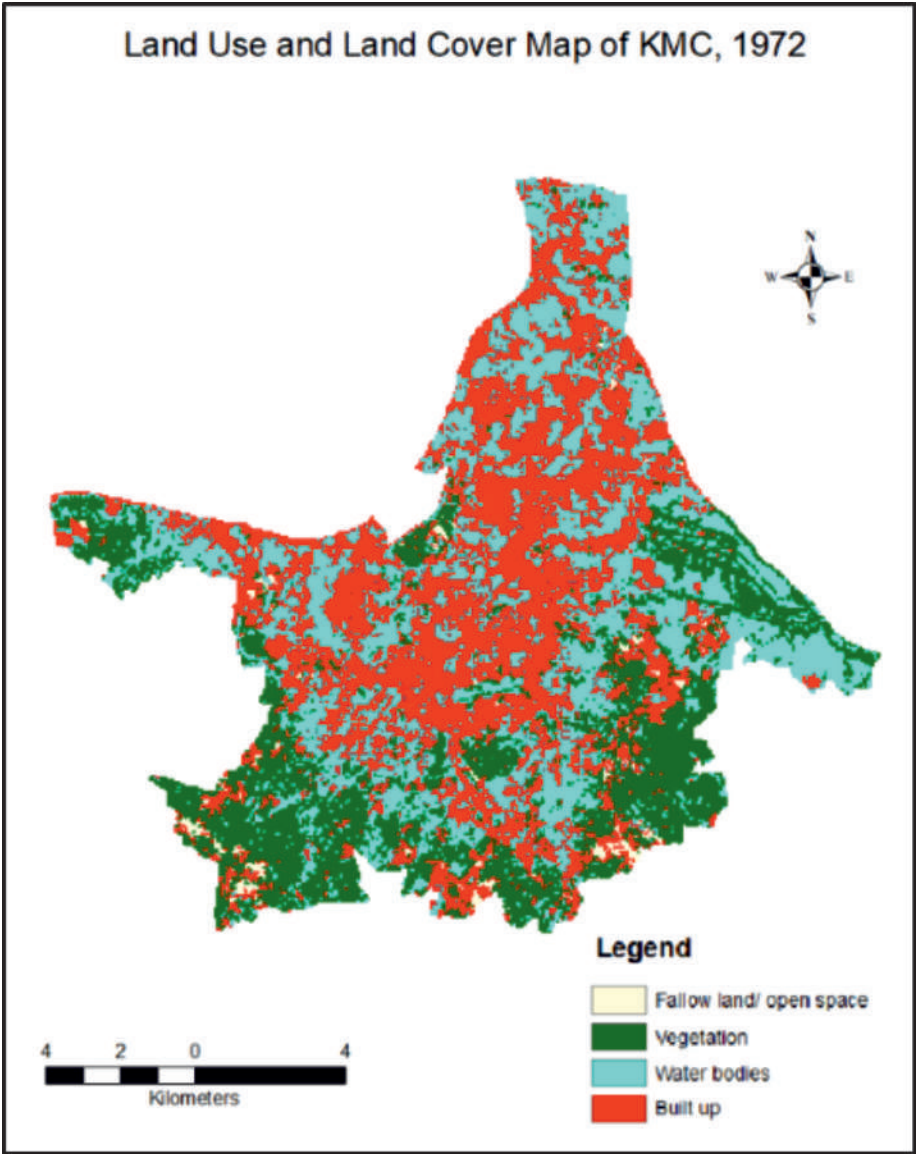 Land Use and Land Cover Map of KMC, 1972
N
W E
S
Legend
Fallow land/ open space
Vegetation
Water bodies
Built up
4 2 0 4
Kilometers